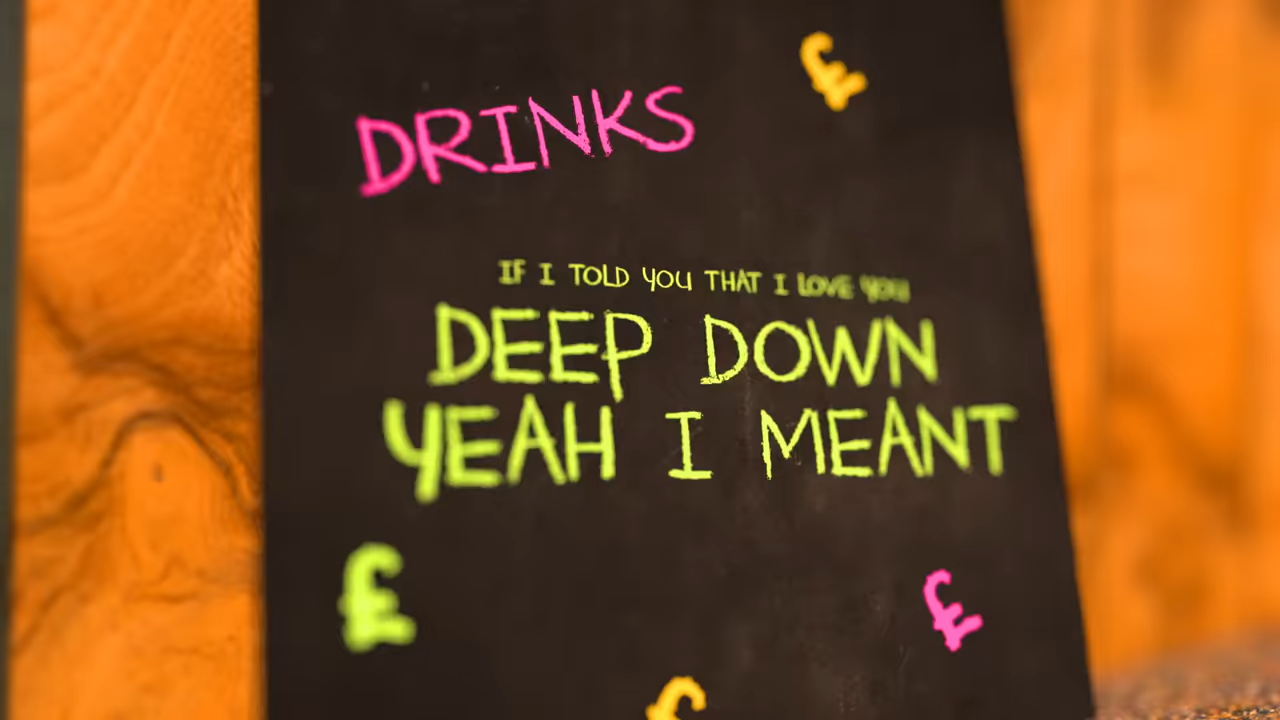 £
DRINKS
IF I TOLD YOU THAT I LOVE YOU
DEEP DOWN
YEAH I MEANT
£
£
£